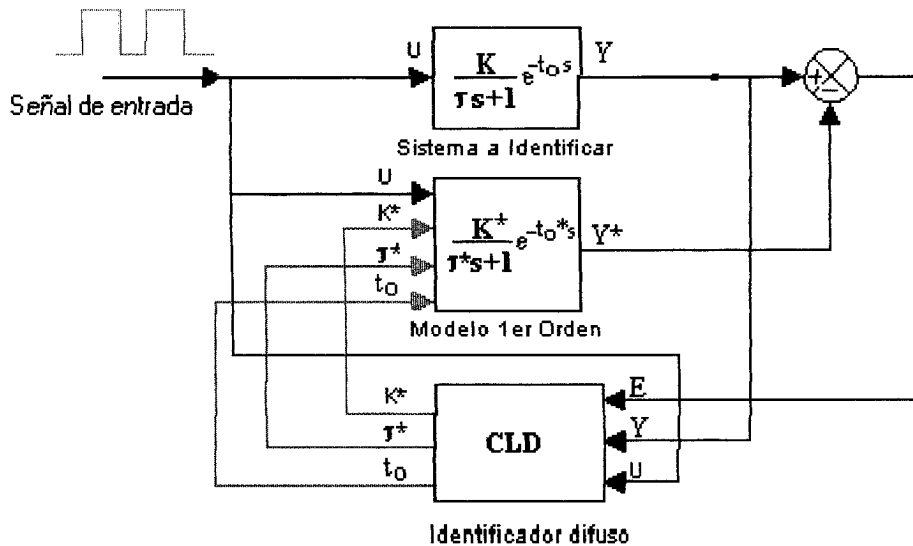 U
K
e^-t₀s
τs+1
Y
+
−
Señal de entrada
Sistema a Identificar
U
K*
K*
e^-t₀*s
τ*s+1
Y*
τ*
t₀
Modelo 1er Orden
K*
E
τ*
CLD
Y
t₀
U
Identificador difuso